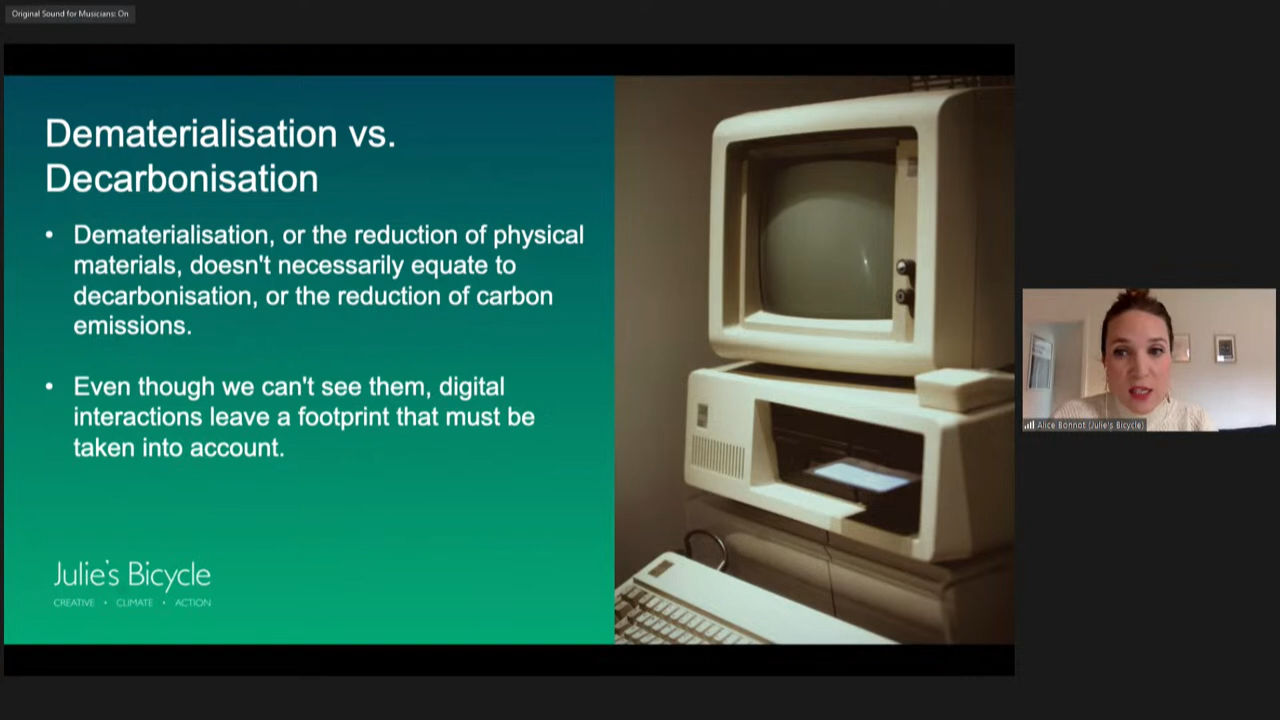 Original Sound for Musicians: On
Dematerialisation vs.
Decarbonisation
• Dematerialisation, or the reduction of physical
materials, doesn't necessarily equate to
decarbonisation, or the reduction of carbon
emissions.
• Even though we can't see them, digital
interactions leave a footprint that must be
taken into account.
Julie's Bicycle
CREATIVE • CLIMATE • ACTION
Alice Bonnot (Julie's Bicycle)